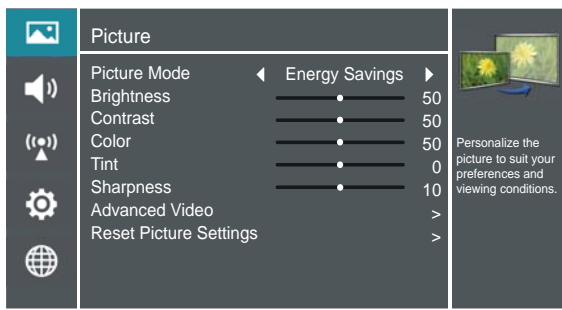 Picture
Picture Mode Energy Savings
Brightness 50
Contrast 50
Color 50
Tint 0
Sharpness 10
Advanced Video >
Reset Picture Settings >
Personalize the
picture to suit your
preferences and
viewing conditions.